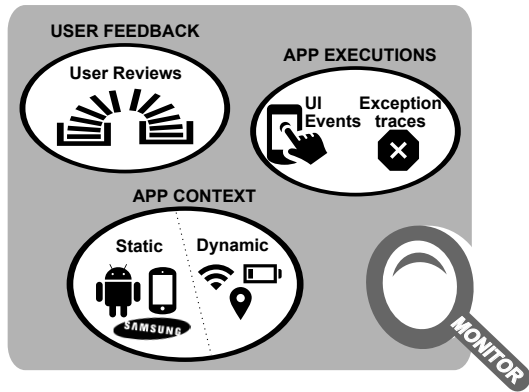 USER FEEDBACK
User Reviews
APP EXECUTIONS
UI
Events
Exception
traces
APP CONTEXT
Static
Dynamic
SAMSUNG
MONITOR